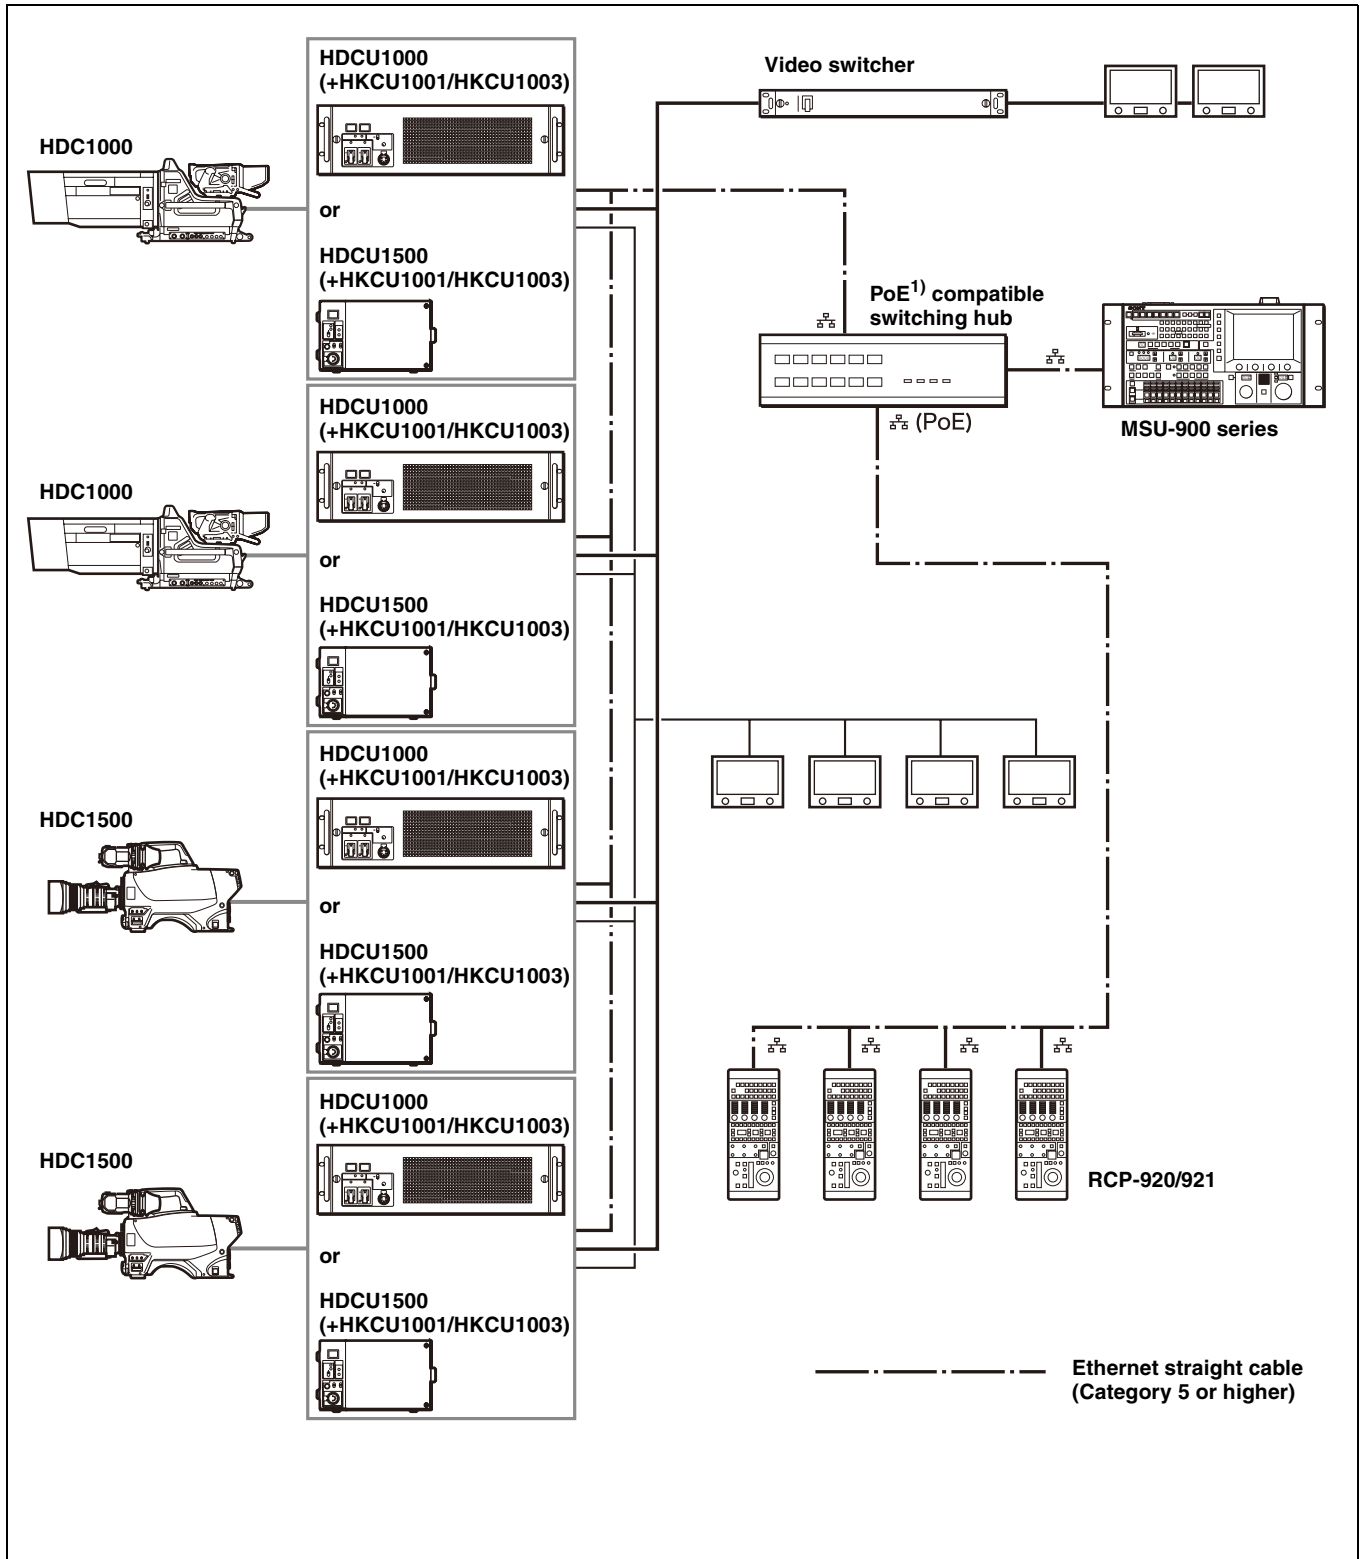 HDCU1000
(+HKCU1001/HKCU1003)
Video switcher
HDC1000
or
HDCU1500
(+HKCU1001/HKCU1003)
PoE1) compatible
switching hub
SONY
(PoE)
MSU-900 series
HDCU1000
(+HKCU1001/HKCU1003)
HDC1000
or
HDCU1500
(+HKCU1001/HKCU1003)
HDCU1000
(+HKCU1001/HKCU1003)
HDC1500
or
HDCU1500
(+HKCU1001/HKCU1003)
HDCU1000
(+HKCU1001/HKCU1003)
HDC1500
RCP-920/921
or
HDCU1500
(+HKCU1001/HKCU1003)
Ethernet straight cable
(Category 5 or higher)